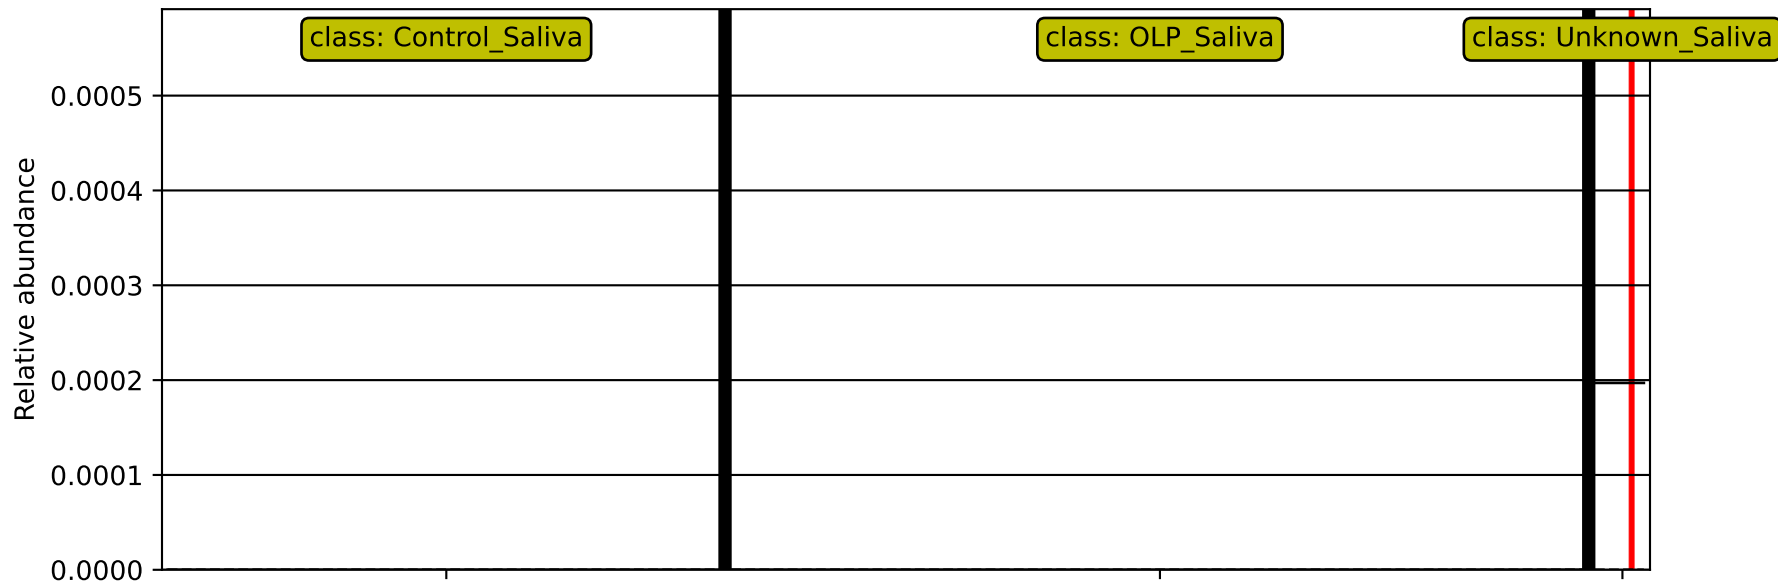 class: Control_Saliva
class: OLP_Saliva
class: Unknown_Saliva
Relative abundance
0.0005
0.0004
0.0003
0.0002
0.0001
0.0000